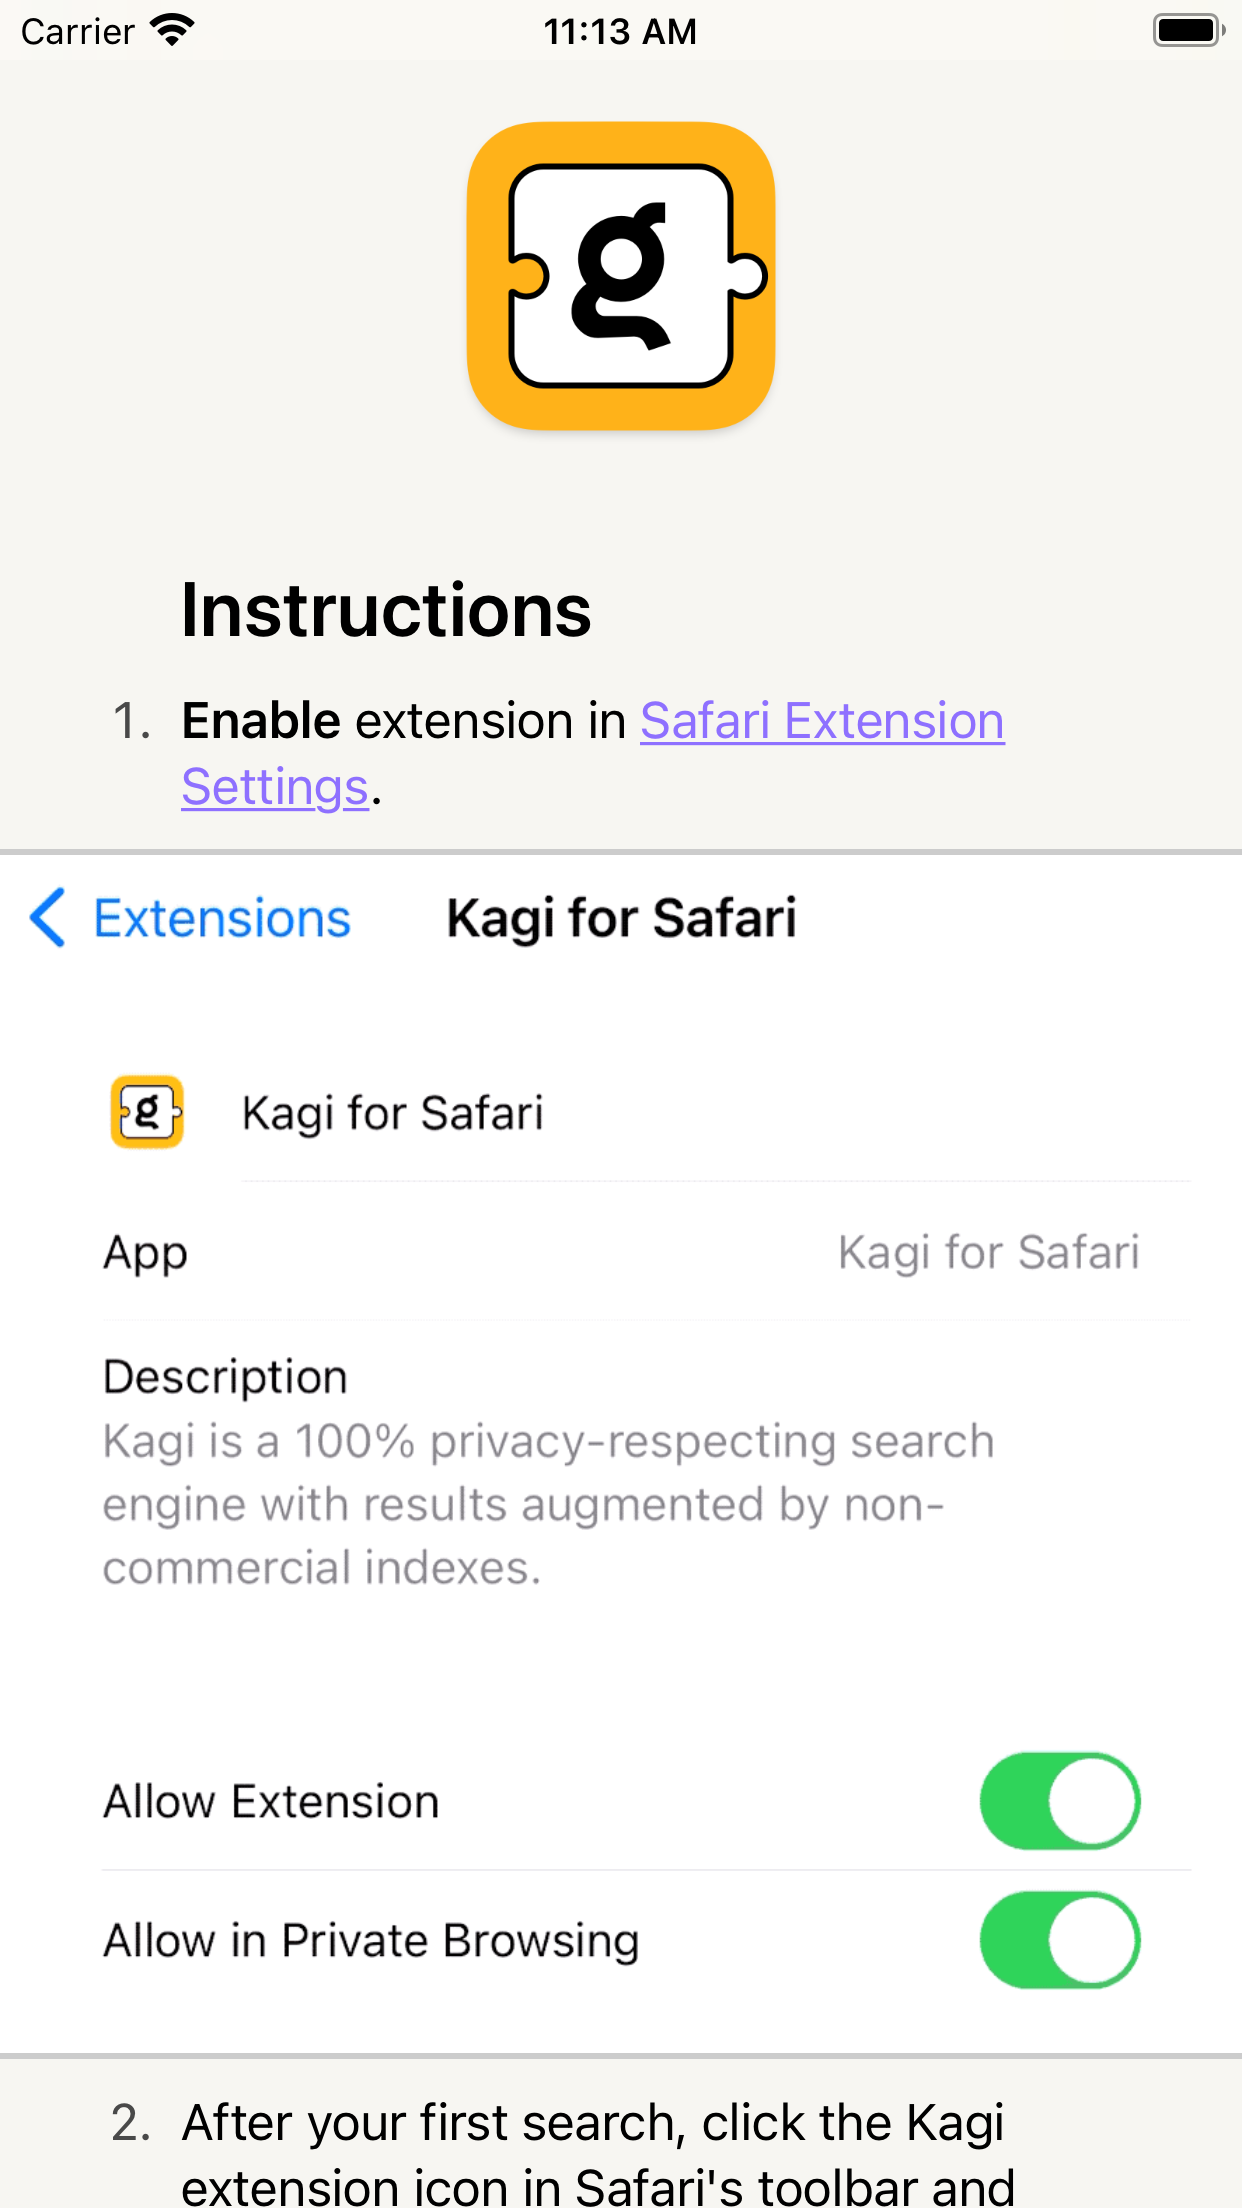 Carrier 11:13 AM
g
Instructions
1. Enable extension in Safari Extension
Settings.
Extensions Kagi for Safari
g Kagi for Safari
App Kagi for Safari
Description
Kagi is a 100% privacy-respecting search
engine with results augmented by non-
commercial indexes.
Allow Extension
Allow in Private Browsing
2. After your first search, click the Kagi
extension icon in Safari's toolbar and